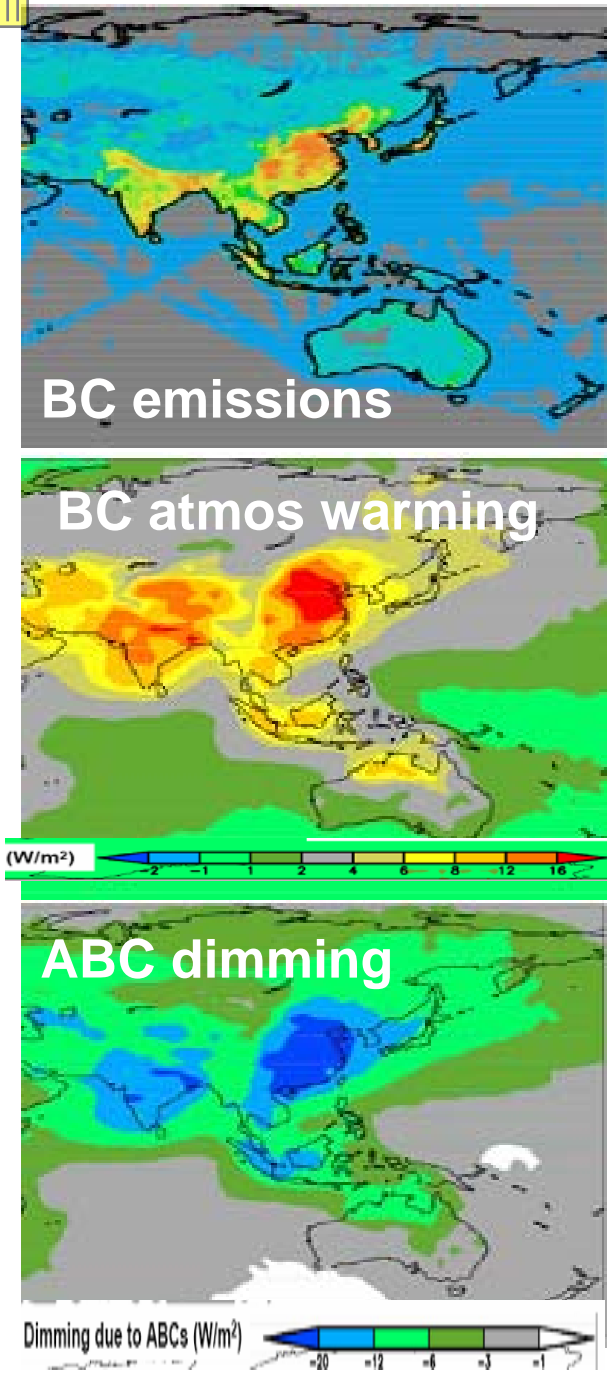 BC emissions
BC atmos warming
(W/m²) -2 -1 1 2 4 6 8 12 16
ABC dimming
Dimming due to ABCs (W/m²) -20 -12 -6 -3 -1